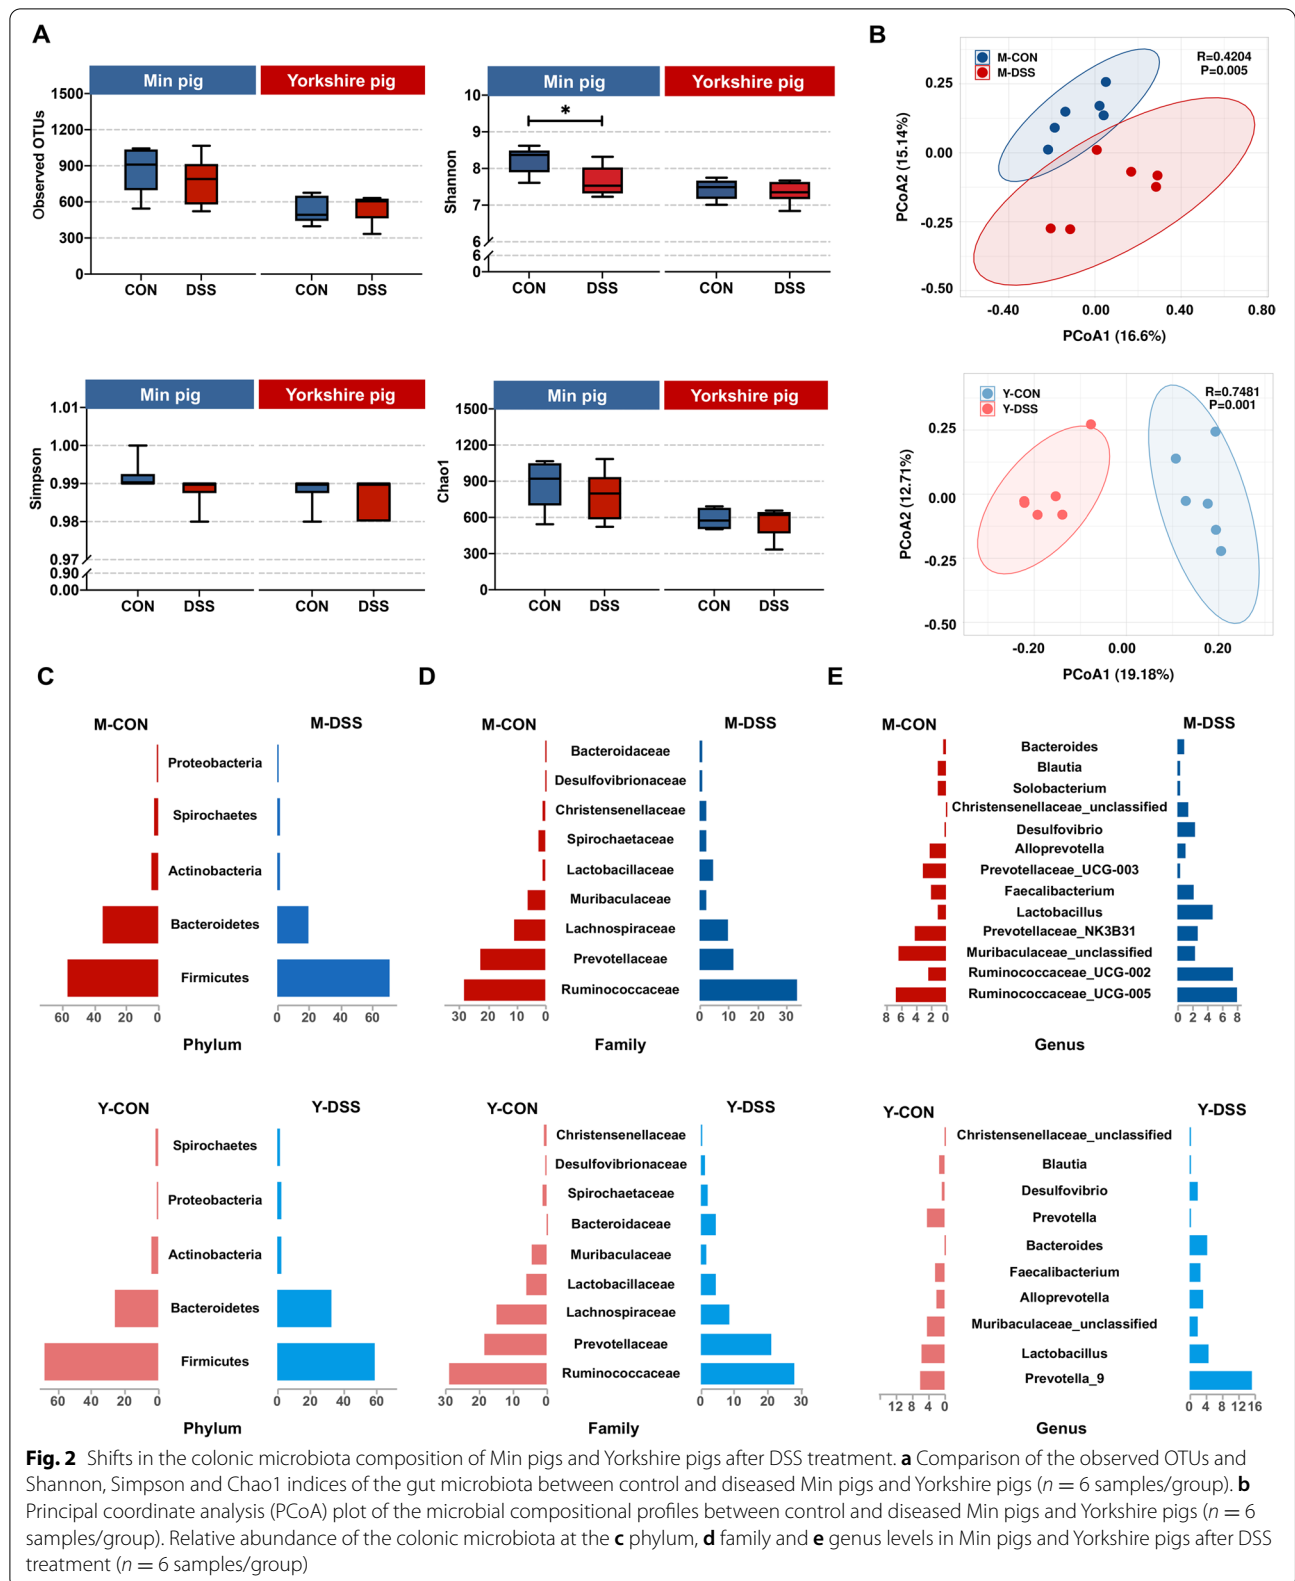 A
Min pig
Yorkshire pig
Observed OTUs
1500
1200
900
600
300
0
CON
DSS
CON
DSS
Min pig
Yorkshire pig
Shannon
10
9
8
7
6
6
0
*
CON
DSS
CON
DSS
Min pig
Yorkshire pig
Simpson
1.01
1.00
0.99
0.98
0.97
0.90
0.00
CON
DSS
CON
DSS
Min pig
Yorkshire pig
Chao1
1500
1200
900
600
300
0
CON
DSS
CON
DSS
B
M-CON
M-DSS
R=0.4204
P=0.005
PCoA2 (15.14%)
0.25
0.00
-0.25
-0.50
-0.40
0.00
0.40
0.80
PCoA1 (16.6%)
Y-CON
Y-DSS
R=0.7481
P=0.001
PCoA2 (12.71%)
0.25
0.00
-0.25
-0.50
-0.20
0.00
0.20
PCoA1 (19.18%)
C
M-CON
M-DSS
Proteobacteria
Spirochaetes
Actinobacteria
Bacteroidetes
Firmicutes
60 40 20 0
0 20 40 60
Phylum
Y-CON
Y-DSS
Spirochaetes
Proteobacteria
Actinobacteria
Bacteroidetes
Firmicutes
60 40 20 0
0 20 40 60
Phylum
D
M-CON
M-DSS
Bacteroidaceae
Desulfovibrionaceae
Christensenellaceae
Spirochaetaceae
Lactobacillaceae
Muribaculaceae
Lachnospiraceae
Prevotellaceae
Ruminococcaceae
30 20 10 0
0 10 20 30
Family
Y-CON
Y-DSS
Christensenellaceae
Desulfovibrionaceae
Spirochaetaceae
Bacteroidaceae
Muribaculaceae
Lactobacillaceae
Lachnospiraceae
Prevotellaceae
Ruminococcaceae
30 20 10 0
0 10 20 30
Family
E
M-CON
M-DSS
Bacteroides
Blautia
Solobacterium
Christensenellaceae_unclassified
Desulfovibrio
Alloprevotella
Prevotellaceae_UCG-003
Faecalibacterium
Lactobacillus
Prevotellaceae_NK3B31
Muribaculaceae_unclassified
Ruminococcaceae_UCG-002
Ruminococcaceae_UCG-005
8 6 4 2 0
0 2 4 6 8
Genus
Y-CON
Y-DSS
Christensenellaceae_unclassified
Blautia
Desulfovibrio
Prevotella
Bacteroides
Faecalibacterium
Alloprevotella
Muribaculaceae_unclassified
Lactobacillus
Prevotella_9
12 8 4 0
0 4 8 12 16
Genus
Fig. 2 Shifts in the colonic microbiota composition of Min pigs and Yorkshire pigs after DSS treatment. a Comparison of the observed OTUs and
Shannon, Simpson and Chao1 indices of the gut microbiota between control and diseased Min pigs and Yorkshire pigs (n = 6 samples/group). b
Principal coordinate analysis (PCoA) plot of the microbial compositional profiles between control and diseased Min pigs and Yorkshire pigs (n = 6
samples/group). Relative abundance of the colonic microbiota at the c phylum, d family and e genus levels in Min pigs and Yorkshire pigs after DSS
treatment (n = 6 samples/group)